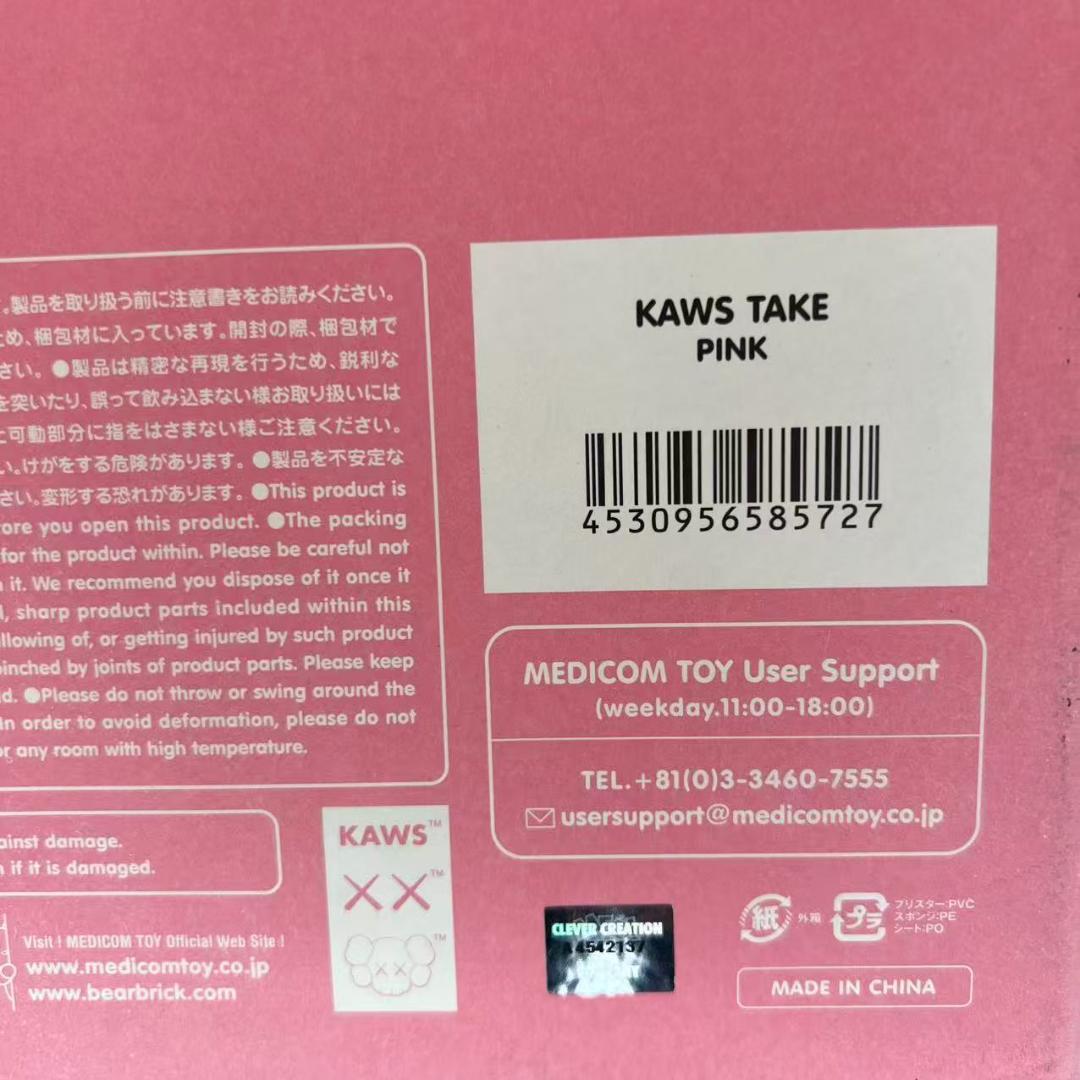 。製品を取り扱う前に注意書きをお読みください。
ため、梱包材に入っています。開封の際、梱包材で
さい。●製品は精密な再現を行うため、鋭利な
を突いたり、誤って飲み込まない様お取り扱いには
と可動部分に指をはさまない様ご注意ください。
い。けがをする危険があります。●製品を不安定な
さい。変形する恐れがあります。●This product is
ore you open this product. ●The packing
for the product within. Please be careful not
it. We recommend you dispose of it once it
, sharp product parts included within this
llowing of, or getting injured by such product
pinched by joints of product parts. Please keep
d. ●Please do not throw or swing around the
In order to avoid deformation, please do not
or any room with high temperature.
KAWS TAKE
PINK
4530956585727
MEDICOM TOY User Support
(weekday.11:00-18:00)
TEL.+81(0)3-3460-7555
usersupport@medicomtoy.co.jp
ainst damage.
if it is damaged.
Visit ! MEDICOM TOY Official Web Site !
www.medicomtoy.co.jp
www.bearbrick.com
KAWS™
XX™
™
CLEVER CREATION
A4542137
紙 外箱
プラ
ブリスター:PVC
スポンジ:PE
シート:PO
MADE IN CHINA